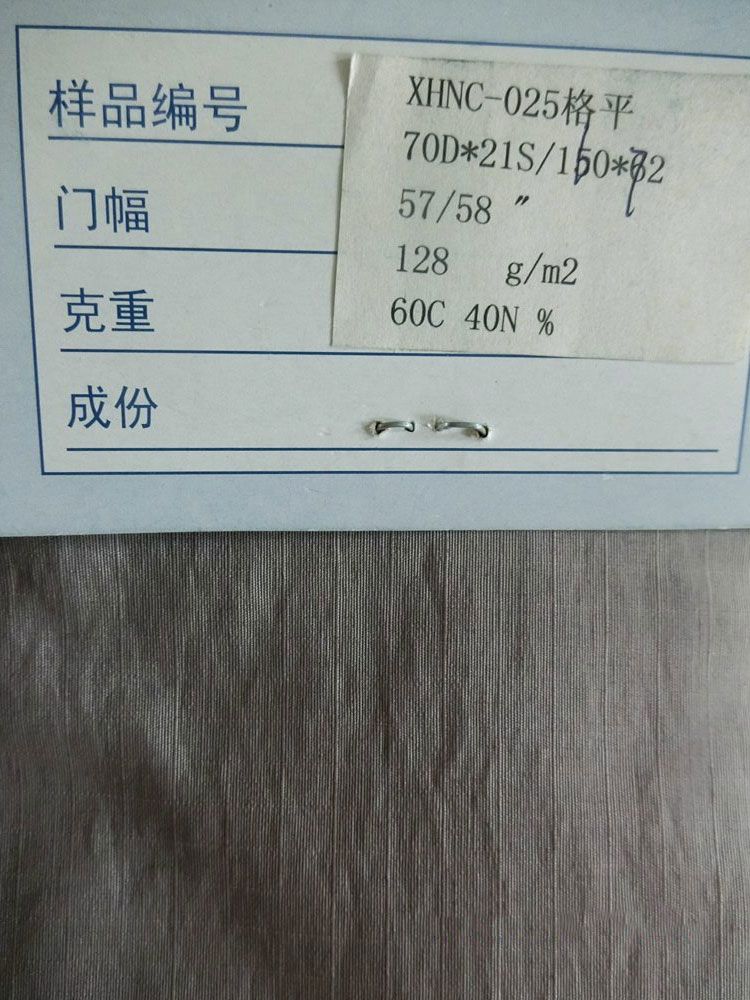 样品编号
门幅
克重
成份
XHNC-025格平
70D*21S/150*62
57/58 ″
128 g/m2
60C 40N %